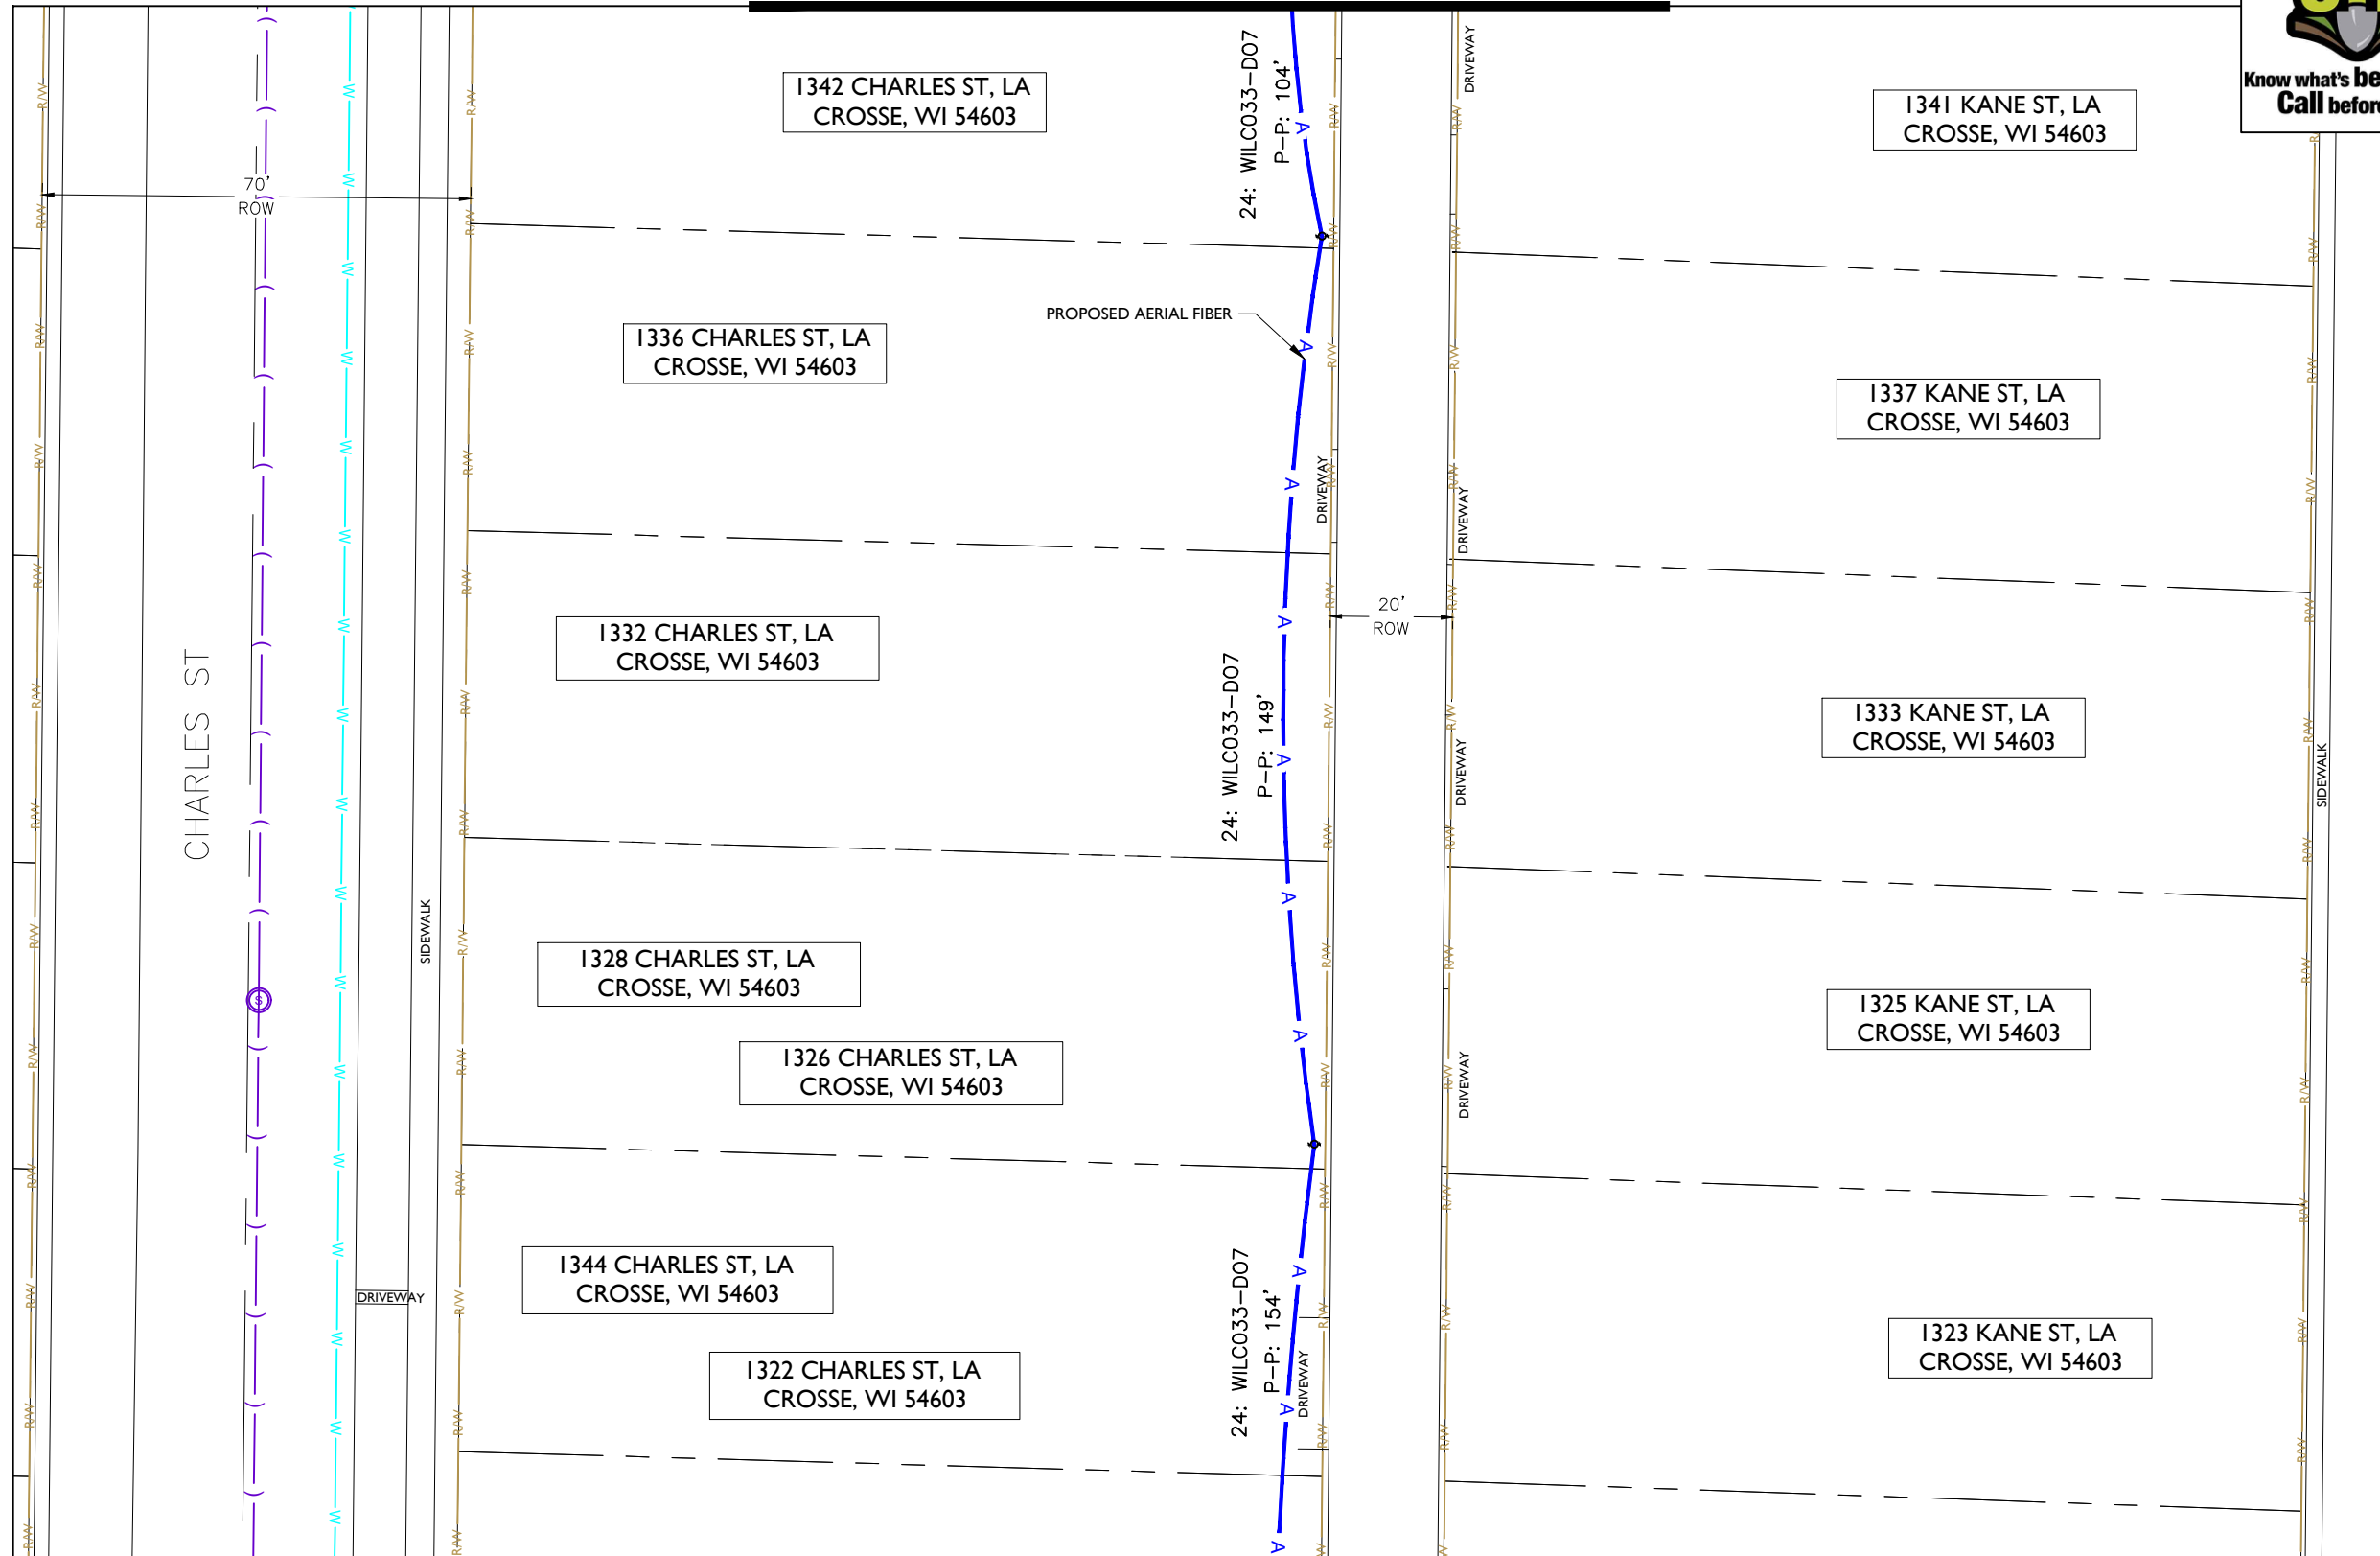 1342 CHARLES ST, LA
CROSSE, WI 54603
24: WILC033-D07
P-P: 104'
DRIVEWAY
1341 KANE ST, LA
CROSSE, WI 54603
Know what's
Call
70'
ROW
PROPOSED AERIAL FIBER
1336 CHARLES ST, LA
CROSSE, WI 54603
1337 KANE ST, LA
CROSSE, WI 54603
DRIVEWAY
DRIVEWAY
20'
ROW
1332 CHARLES ST, LA
CROSSE, WI 54603
CHARLES ST
24: WILC033-D07
P-P: 149'
1333 KANE ST, LA
CROSSE, WI 54603
DRIVEWAY
SIDEWALK
SIDEWALK
1328 CHARLES ST, LA
CROSSE, WI 54603
1325 KANE ST, LA
CROSSE, WI 54603
1326 CHARLES ST, LA
CROSSE, WI 54603
DRIVEWAY
S
1344 CHARLES ST, LA
CROSSE, WI 54603
DRIVEWAY
24: WILC033-D07
P-P: 154'
DRIVEWAY
1323 KANE ST, LA
CROSSE, WI 54603
1322 CHARLES ST, LA
CROSSE, WI 54603
R/W
W
A